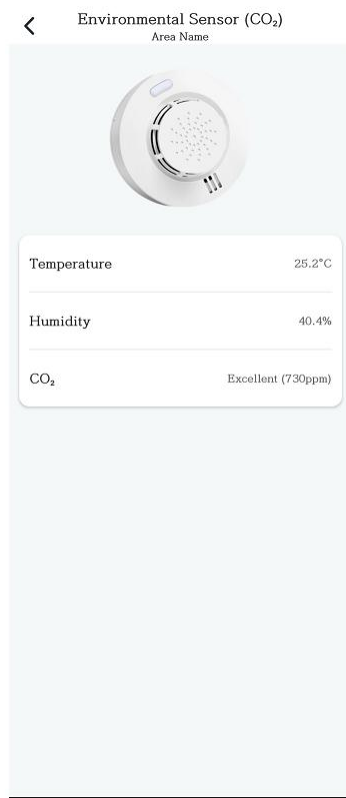 Environmental Sensor (CO₂)
Area Name
Temperature 25.2°C
Humidity 40.4%
CO₂ Excellent (730ppm)